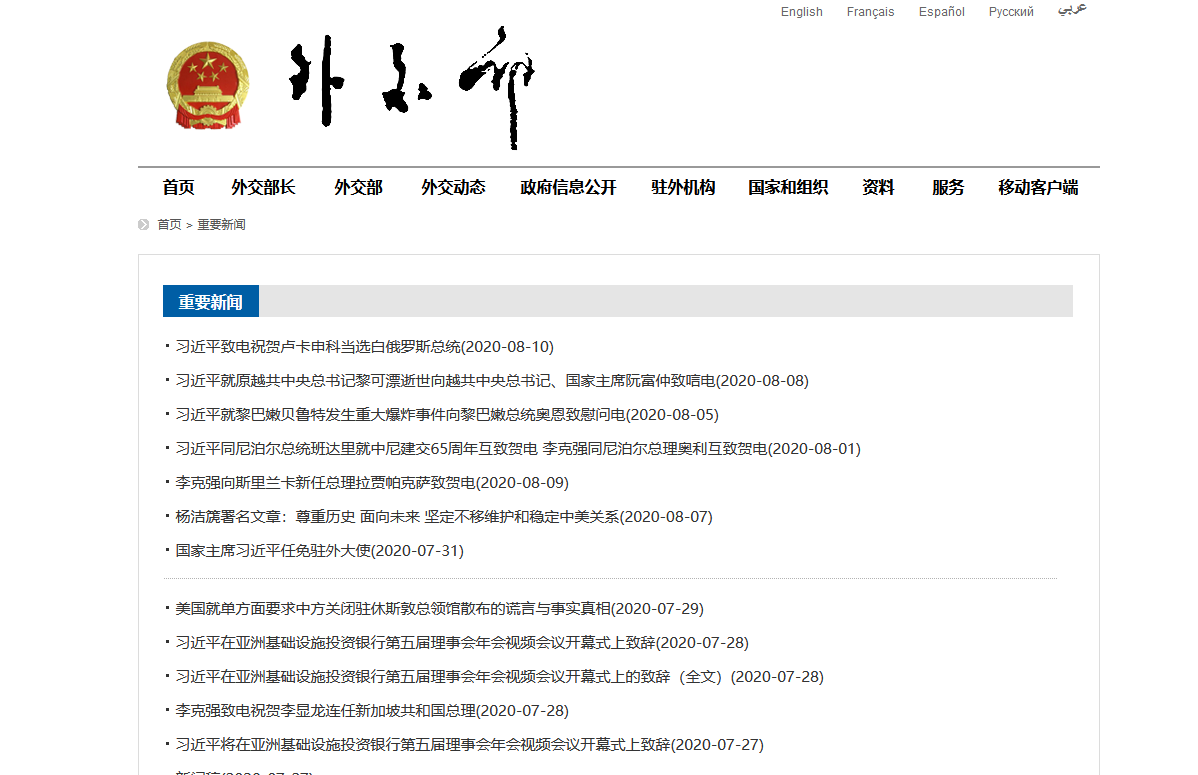 English Français Español Русский عربي
外交部
首页 外交部长 外交部 外交动态 政府信息公开 驻外机构 国家和组织 资料 服务 移动客户端
首页 > 重要新闻
重要新闻
· 习近平致电祝贺卢卡申科当选白俄罗斯总统(2020-08-10)
· 习近平就原越共中央总书记黎可漂逝世向越共中央总书记、国家主席阮富仲致唁电(2020-08-08)
· 习近平就黎巴嫩贝鲁特发生重大爆炸事件向黎巴嫩总统奥恩致慰问电(2020-08-05)
· 习近平同尼泊尔总统班达里就中尼建交65周年互致贺电 李克强同尼泊尔总理奥利互致贺电(2020-08-01)
· 李克强向斯里兰卡新任总理拉贾帕克萨致贺电(2020-08-09)
· 杨洁篪署名文章：尊重历史 面向未来 坚定不移维护和稳定中美关系(2020-08-07)
· 国家主席习近平任免驻外大使(2020-07-31)
· 美国就单方面要求中方关闭驻休斯敦总领馆散布的谎言与事实真相(2020-07-29)
· 习近平在亚洲基础设施投资银行第五届理事会年会视频会议开幕式上致辞(2020-07-28)
· 习近平在亚洲基础设施投资银行第五届理事会年会视频会议开幕式上的致辞（全文）(2020-07-28)
· 李克强致电祝贺李显龙连任新加坡共和国总理(2020-07-28)
· 习近平将在亚洲基础设施投资银行第五届理事会年会视频会议开幕式上致辞(2020-07-27)
· 新闻稿(2020-07-27)